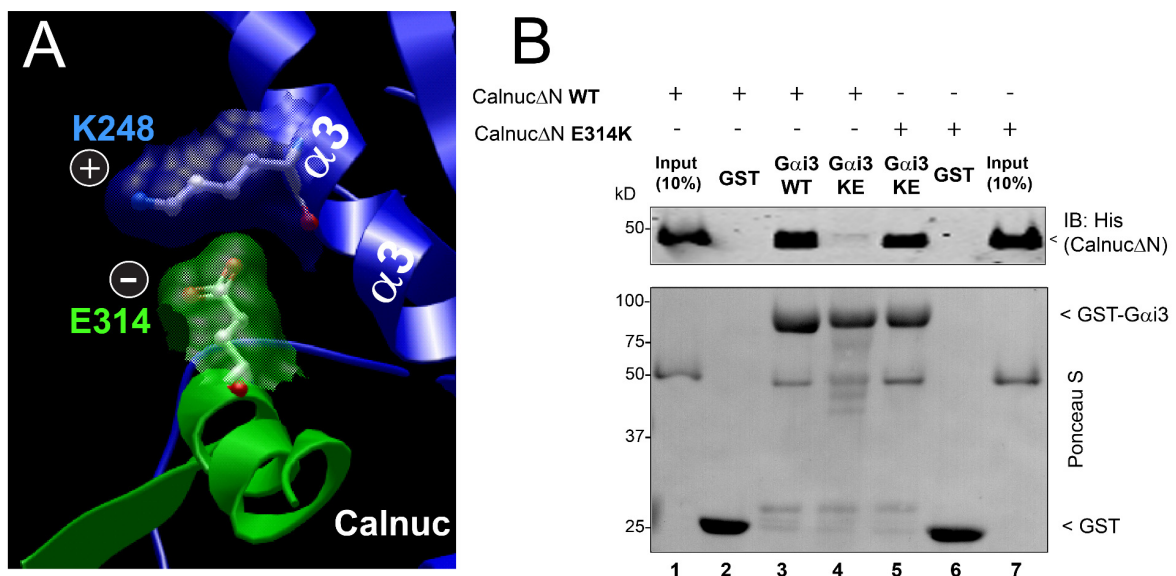 A
K248
+
α3
α3
-
E314
Calnuc
B
CalnucΔN WT + + + + - - -
CalnucΔN E314K - - - - + + +
Input (10%) GST Gαi3 WT Gαi3 KE Gαi3 KE GST Input (10%)
kD
50
IB: His
< (CalnucΔN)
100
< GST-Gαi3
75
50
37
Ponceau S
25
< GST
1 2 3 4 5 6 7